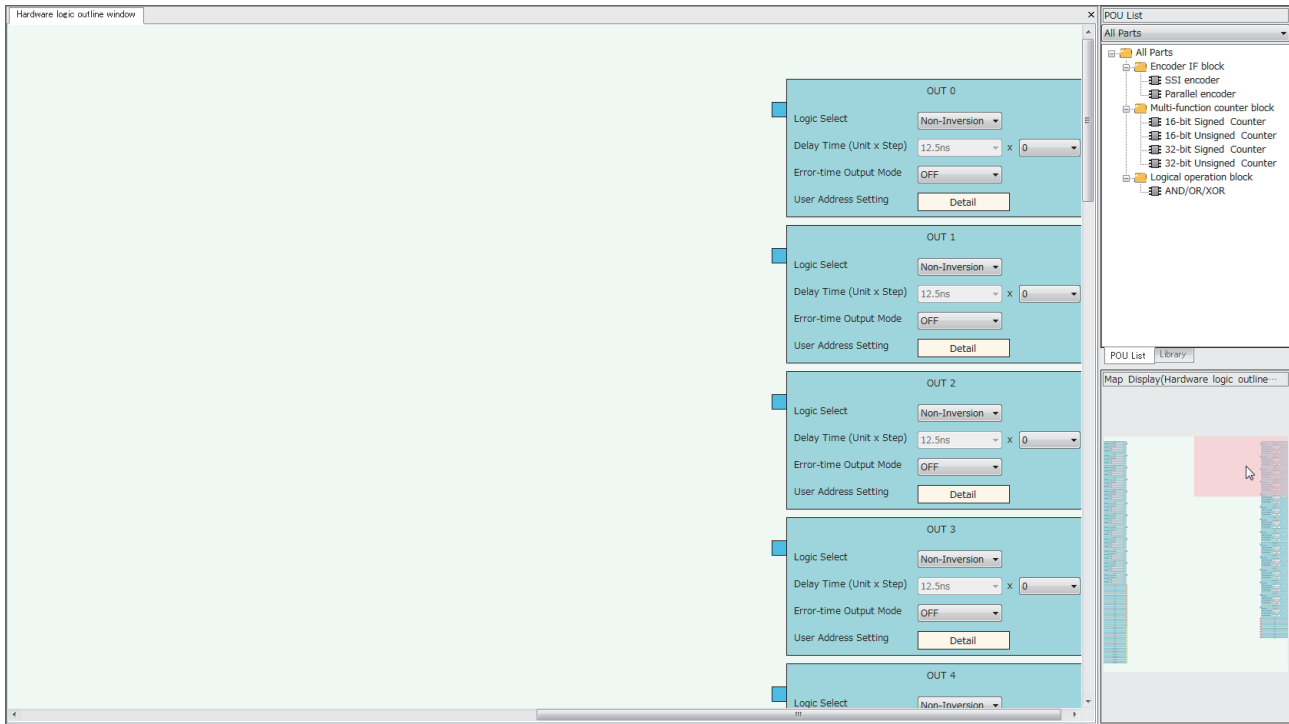 Hardware logic outline window
OUT 0
Logic Select Non-Inversion
Delay Time (Unit x Step) 12.5ns x 0
Error-time Output Mode OFF
User Address Setting Detail
OUT 1
Logic Select Non-Inversion
Delay Time (Unit x Step) 12.5ns x 0
Error-time Output Mode OFF
User Address Setting Detail
OUT 2
Logic Select Non-Inversion
Delay Time (Unit x Step) 12.5ns x 0
Error-time Output Mode OFF
User Address Setting Detail
OUT 3
Logic Select Non-Inversion
Delay Time (Unit x Step) 12.5ns x 0
Error-time Output Mode OFF
User Address Setting Detail
OUT 4
Logic Select Non-Inversion
POU List
All Parts
All Parts
Encoder IF block
SSI encoder
Parallel encoder
Multi-function counter block
16-bit Signed Counter
16-bit Unsigned Counter
32-bit Signed Counter
32-bit Unsigned Counter
Logical operation block
AND/OR/XOR
POU List Library
Map Display(Hardware logic outline…